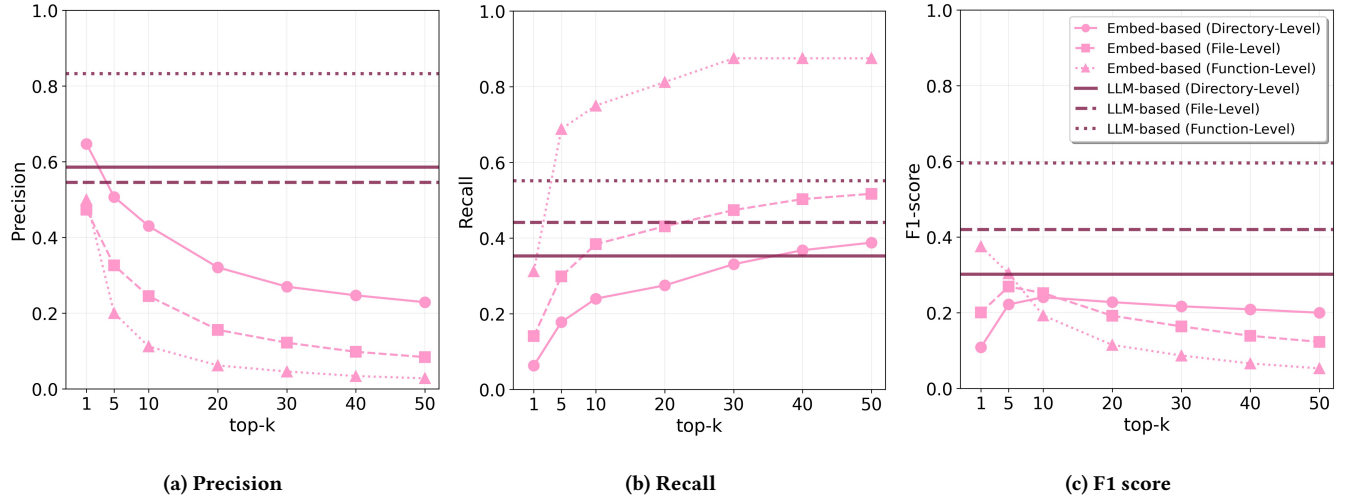 1.0
0.8
0.6
0.4
0.2
0.0
Precision
1 5 10 20 30 40 50
top-k
(a) Precision
1.0
0.8
0.6
0.4
0.2
0.0
Recall
1 5 10 20 30 40 50
top-k
(b) Recall
1.0
0.8
0.6
0.4
0.2
0.0
F1-score
Embed-based (Directory-Level)
Embed-based (File-Level)
Embed-based (Function-Level)
LLM-based (Directory-Level)
LLM-based (File-Level)
LLM-based (Function-Level)
1 5 10 20 30 40 50
top-k
(c) F1 score